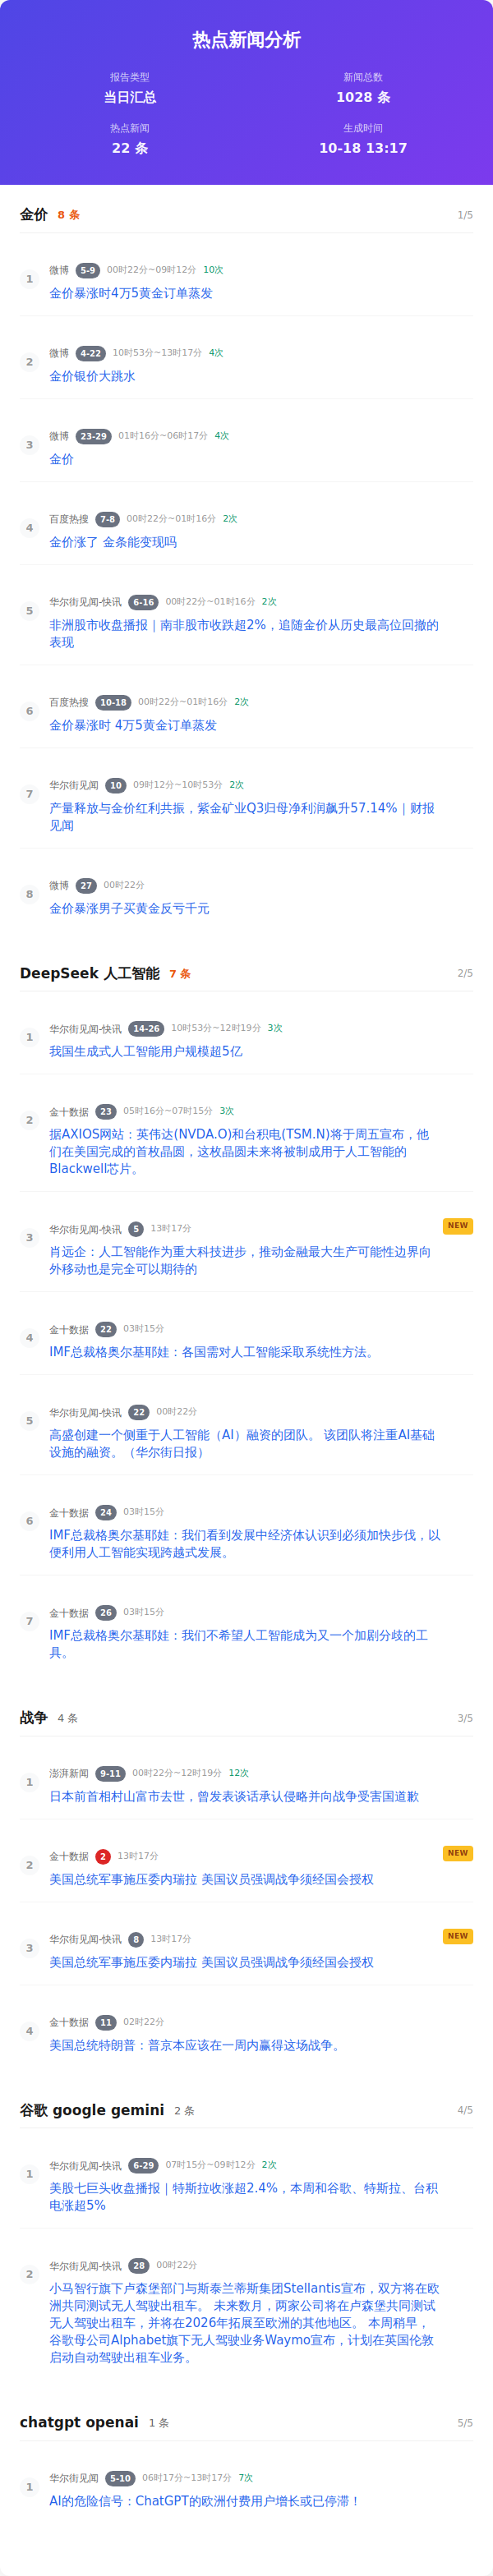 热点新闻分析
报告类型
当日汇总
新闻总数
1028 条
热点新闻
22 条
生成时间
10-18 13:17
金价 8 条 1/5
1 微博 5-9 00时22分~09时12分 10次
金价暴涨时4万5黄金订单蒸发
2 微博 4-22 10时53分~13时17分 4次
金价银价大跳水
3 微博 23-29 01时16分~06时17分 4次
金价
4 百度热搜 7-8 00时22分~01时16分 2次
金价涨了 金条能变现吗
5 华尔街见闻-快讯 6-16 00时22分~01时16分 2次
非洲股市收盘播报｜南非股市收跌超2%，追随金价从历史最高位回撤的
表现
6 百度热搜 10-18 00时22分~01时16分 2次
金价暴涨时 4万5黄金订单蒸发
7 华尔街见闻 10 09时12分~10时53分 2次
产量释放与金价红利共振，紫金矿业Q3归母净利润飙升57.14%｜财报
见闻
8 微博 27 00时22分
金价暴涨男子买黄金反亏千元
DeepSeek 人工智能 7 条 2/5
1 华尔街见闻-快讯 14-26 10时53分~12时19分 3次
我国生成式人工智能用户规模超5亿
2 金十数据 23 05时16分~07时15分 3次
据AXIOS网站：英伟达(NVDA.O)和台积电(TSM.N)将于周五宣布，他
们在美国完成的首枚晶圆，这枚晶圆未来将被制成用于人工智能的
Blackwell芯片。
3 华尔街见闻-快讯 5 13时17分 NEW
肖远企：人工智能作为重大科技进步，推动金融最大生产可能性边界向
外移动也是完全可以期待的
4 金十数据 22 03时15分
IMF总裁格奥尔基耶娃：各国需对人工智能采取系统性方法。
5 华尔街见闻-快讯 22 00时22分
高盛创建一个侧重于人工智能（AI）融资的团队。 该团队将注重AI基础
设施的融资。（华尔街日报）
6 金十数据 24 03时15分
IMF总裁格奥尔基耶娃：我们看到发展中经济体认识到必须加快步伐，以
便利用人工智能实现跨越式发展。
7 金十数据 26 03时15分
IMF总裁格奥尔基耶娃：我们不希望人工智能成为又一个加剧分歧的工
具。
战争 4 条 3/5
1 澎湃新闻 9-11 00时22分~12时19分 12次
日本前首相村山富市去世，曾发表谈话承认侵略并向战争受害国道歉
2 金十数据 2 13时17分 NEW
美国总统军事施压委内瑞拉 美国议员强调战争须经国会授权
3 华尔街见闻-快讯 8 13时17分 NEW
美国总统军事施压委内瑞拉 美国议员强调战争须经国会授权
4 金十数据 11 02时22分
美国总统特朗普：普京本应该在一周内赢得这场战争。
谷歌 google gemini 2 条 4/5
1 华尔街见闻-快讯 6-29 07时15分~09时12分 2次
美股七巨头收盘播报｜特斯拉收涨超2.4%，本周和谷歌、特斯拉、台积
电涨超5%
2 华尔街见闻-快讯 28 00时22分
小马智行旗下卢森堡部门与斯泰兰蒂斯集团Stellantis宣布，双方将在欧
洲共同测试无人驾驶出租车。 未来数月，两家公司将在卢森堡共同测试
无人驾驶出租车，并将在2026年拓展至欧洲的其他地区。 本周稍早，
谷歌母公司Alphabet旗下无人驾驶业务Waymo宣布，计划在英国伦敦
启动自动驾驶出租车业务。
chatgpt openai 1 条 5/5
1 华尔街见闻 5-10 06时17分~13时17分 7次
AI的危险信号：ChatGPT的欧洲付费用户增长或已停滞！